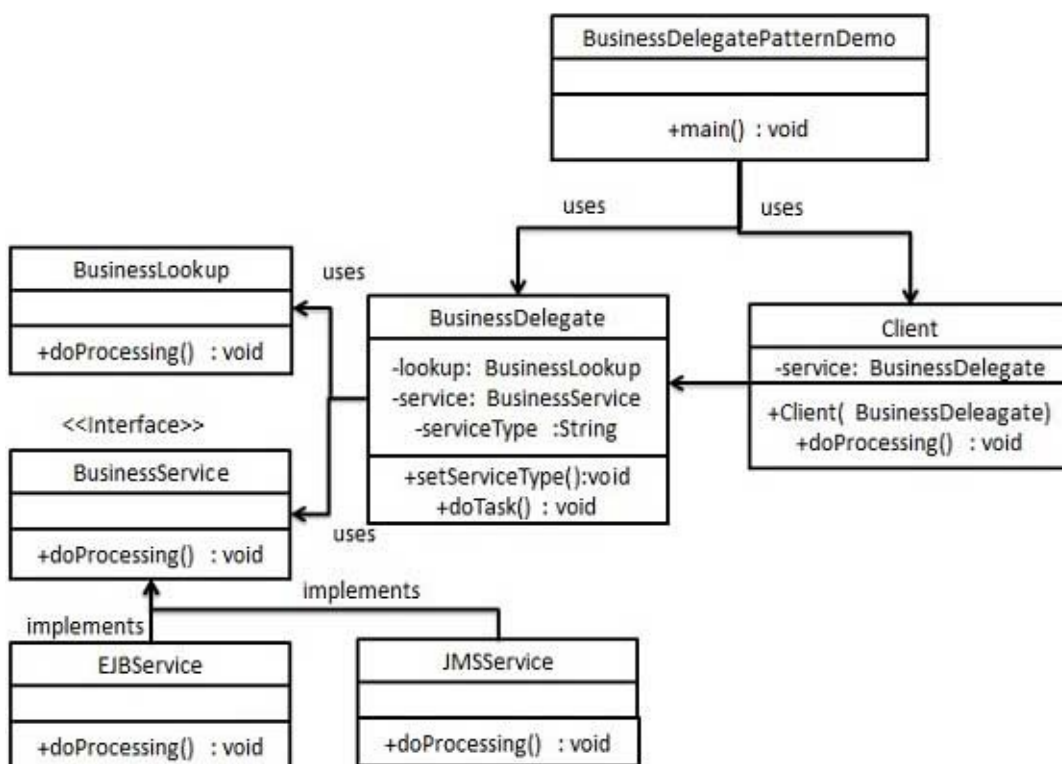 BusinessDelegatePatternDemo
+main() : void
uses
uses
BusinessLookup
+doProcessing() : void
uses
BusinessDelegate
-lookup: BusinessLookup
-service: BusinessService
-serviceType :String
+setServiceType():void
+doTask() : void
Client
-service: BusinessDelegate
+Client( BusinessDeleagate)
+doProcessing() : void
<<Interface>>
BusinessService
+doProcessing() : void
uses
implements
implements
EJBService
+doProcessing() : void
JMSService
+doProcessing() : void